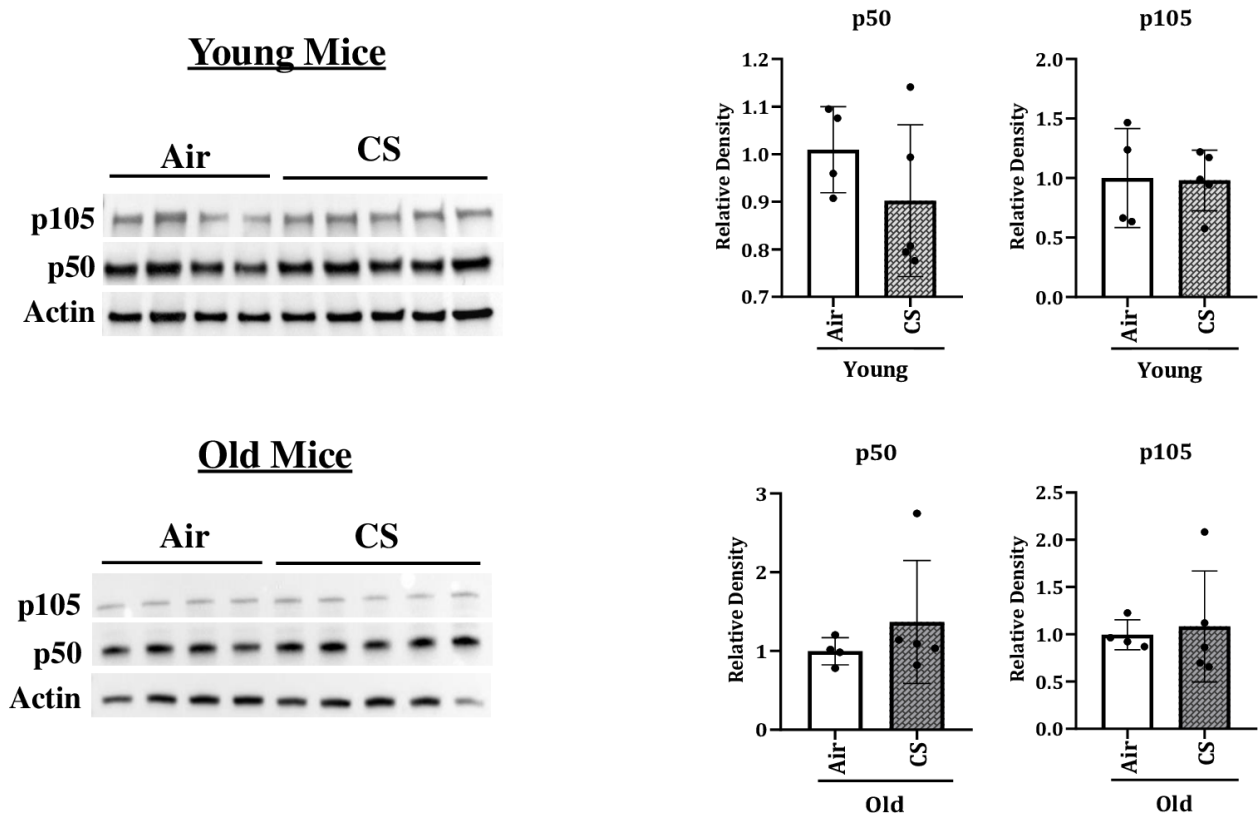 Young Mice
Air CS
p105
p50
Actin
p50
Relative Density
1.2
1.1
1.0
0.9
0.8
0.7
Air CS
Young
p105
Relative Density
2.0
1.5
1.0
0.5
0.0
Air CS
Young
Old Mice
Air CS
p105
p50
Actin
p50
Relative Density
3
2
1
0
Air CS
Old
p105
Relative Density
2.5
2.0
1.5
1.0
0.5
0.0
Air CS
Old